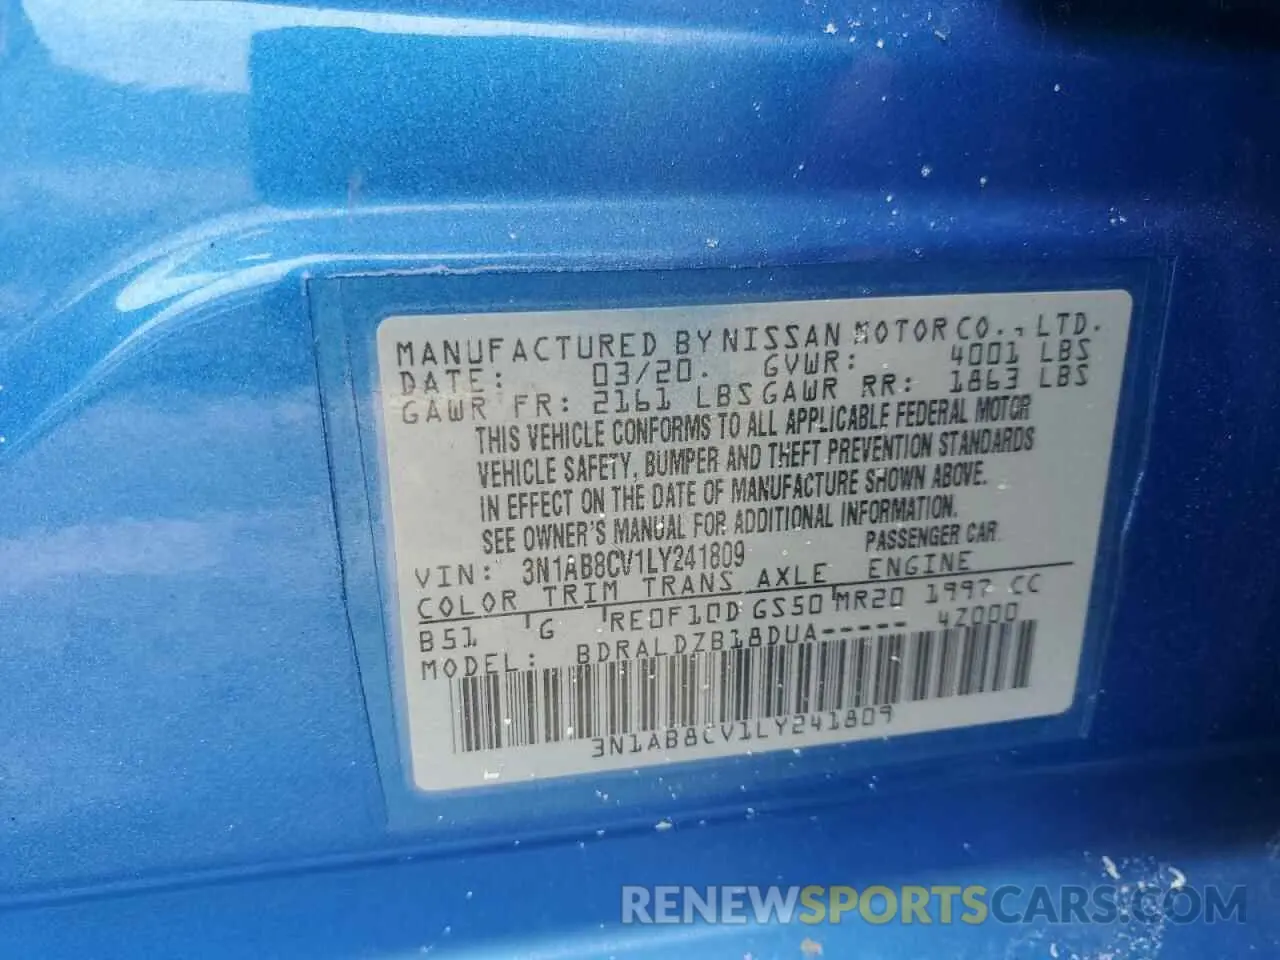 MANUFACTURED BY NISSAN MOTOR CO., LTD.
DATE: 03/20. GVWR: 4001 LBS
GAWR FR: 2161 LBS GAWR RR: 1863 LBS
THIS VEHICLE CONFORMS TO ALL APPLICABLE FEDERAL MOTOR
VEHICLE SAFETY, BUMPER AND THEFT PREVENTION STANDARDS
IN EFFECT ON THE DATE OF MANUFACTURE SHOWN ABOVE.
SEE OWNER'S MANUAL FOR ADDITIONAL INFORMATION.
VIN: 3N1AB8CV1LY241809 PASSENGER CAR
COLOR TRIM TRANS AXLE ENGINE
B51 G RE0F10D GS50 MR20 1997 CC
MODEL: BDRALDZB18DUA----- 4Z000
3N1AB8CV1LY241809
RENEWSPORTSCARS.COM